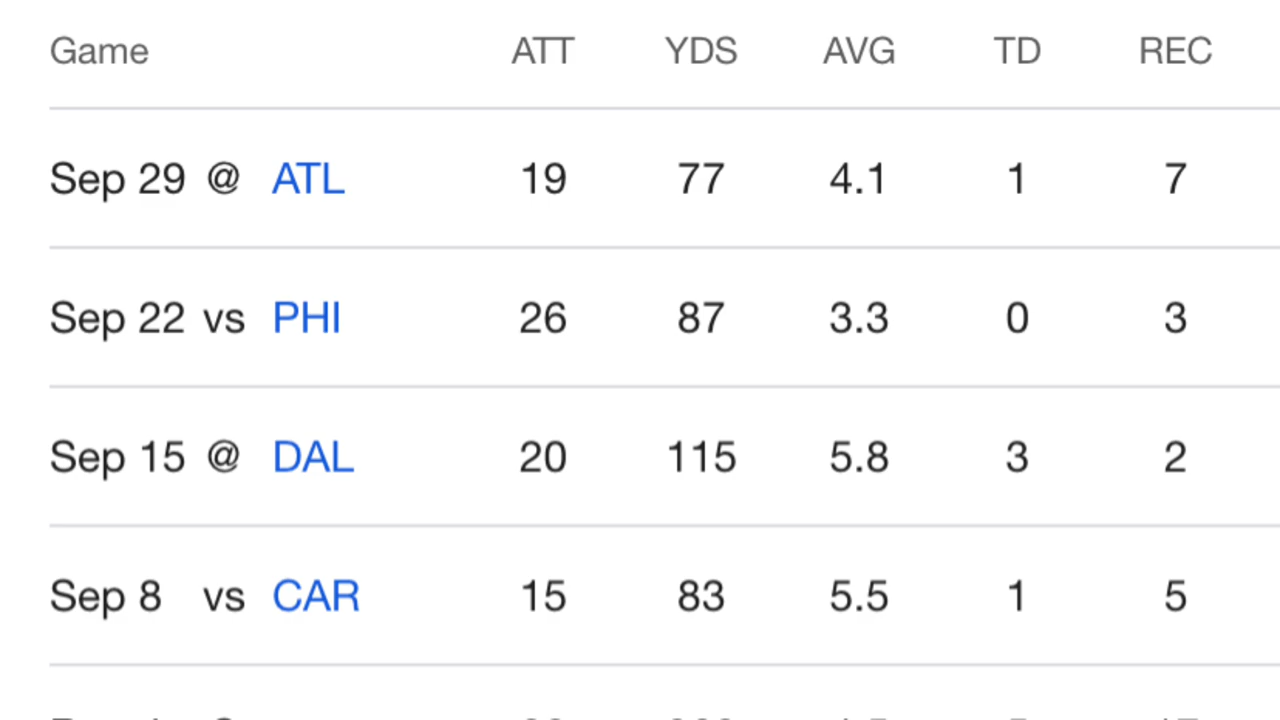 Game ATT YDS AVG TD REC
Sep 29 @ ATL 19 77 4.1 1 7
Sep 22 vs PHI 26 87 3.3 0 3
Sep 15 @ DAL 20 115 5.8 3 2
Sep 8 vs CAR 15 83 5.5 1 5